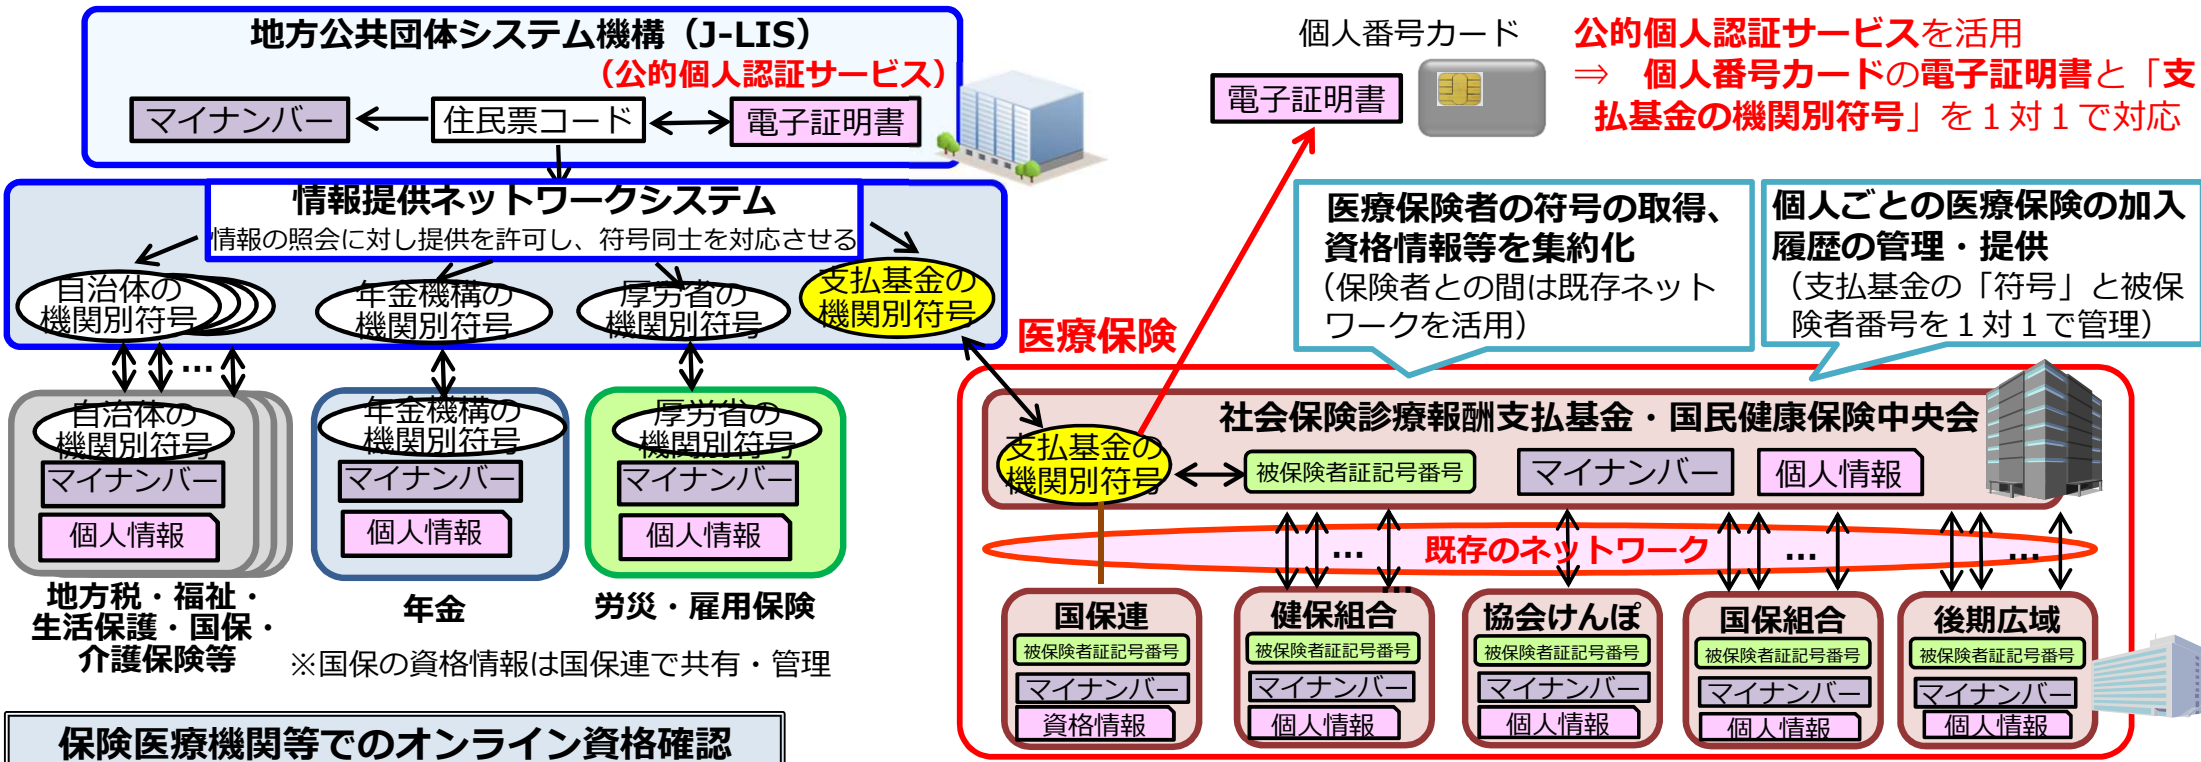 地方公共団体システム機構（J-LIS）
（公的個人認証サービス）
マイナンバー
住民票コード
電子証明書
個人番号カード
電子証明書
公的個人認証サービスを活用
⇒　個人番号カードの電子証明書と「支
払基金の機関別符号」を１対１で対応
情報提供ネットワークシステム
情報の照会に対し提供を許可し、符号同士を対応させる
自治体の
機関別符号
年金機構の
機関別符号
厚労省の
機関別符号
支払基金の
機関別符号
医療保険者の符号の取得、
資格情報等を集約化
（保険者との間は既存ネット
ワークを活用）
個人ごとの医療保険の加入
履歴の管理・提供
（支払基金の「符号」と被保
険者番号を１対１で管理）
医療保険
…
自治体の
機関別符号
マイナンバー
個人情報
地方税・福祉・
生活保護・国保・
介護保険等
年金機構の
機関別符号
マイナンバー
個人情報
年金
厚労省の
機関別符号
マイナンバー
個人情報
労災・雇用保険
※国保の資格情報は国保連で共有・管理
社会保険診療報酬支払基金・国民健康保険中央会
支払基金の
機関別符号
被保険者証記号番号
マイナンバー
個人情報
…
既存のネットワーク
…
…
…
国保連
被保険者証記号番号
マイナンバー
資格情報
健保組合
被保険者証記号番号
マイナンバー
個人情報
協会けんぽ
被保険者証記号番号
マイナンバー
個人情報
国保組合
被保険者証記号番号
マイナンバー
個人情報
後期広域
被保険者証記号番号
マイナンバー
個人情報
保険医療機関等でのオンライン資格確認